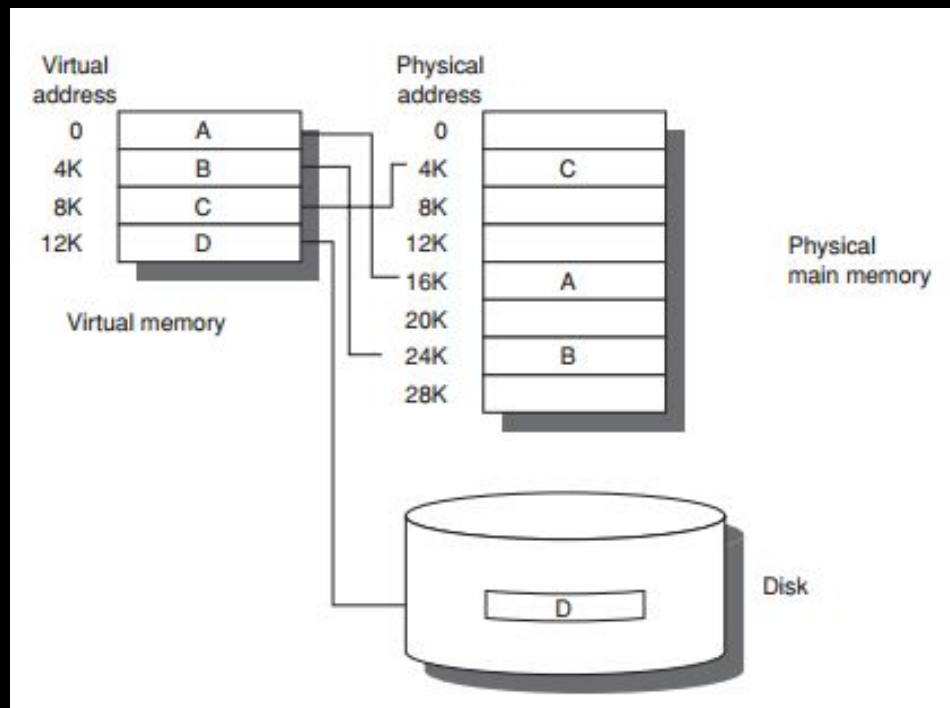 Virtual
address
0
A
4K
B
8K
C
12K
D
Virtual memory
Physical
address
0
4K
C
8K
12K
16K
A
20K
24K
B
28K
Physical
main memory
D
Disk